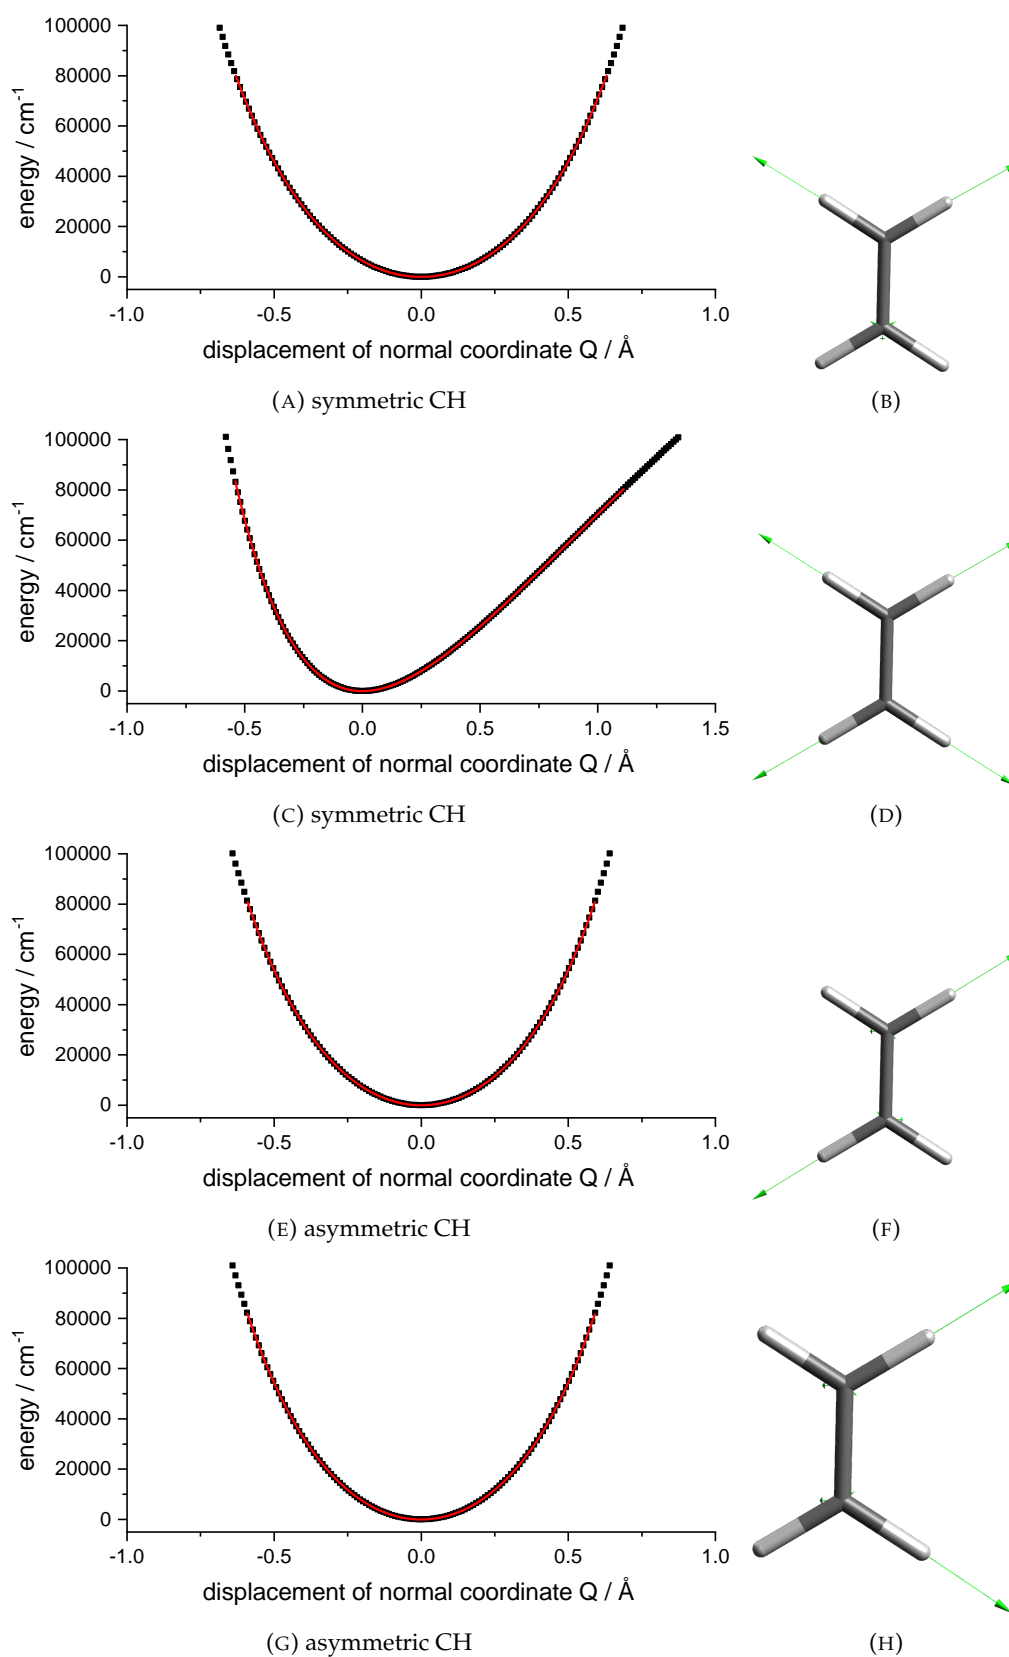 100000
80000
60000
40000
20000
0
energy / cm-1
-1.0 -0.5 0.0 0.5 1.0
displacement of normal coordinate Q / Å
(A) symmetric CH
(B)
100000
80000
60000
40000
20000
0
energy / cm-1
-1.0 -0.5 0.0 0.5 1.0 1.5
displacement of normal coordinate Q / Å
(C) symmetric CH
(D)
100000
80000
60000
40000
20000
0
energy / cm-1
-1.0 -0.5 0.0 0.5 1.0
displacement of normal coordinate Q / Å
(E) asymmetric CH
(F)
100000
80000
60000
40000
20000
0
energy / cm-1
-1.0 -0.5 0.0 0.5 1.0
displacement of normal coordinate Q / Å
(G) asymmetric CH
(H)